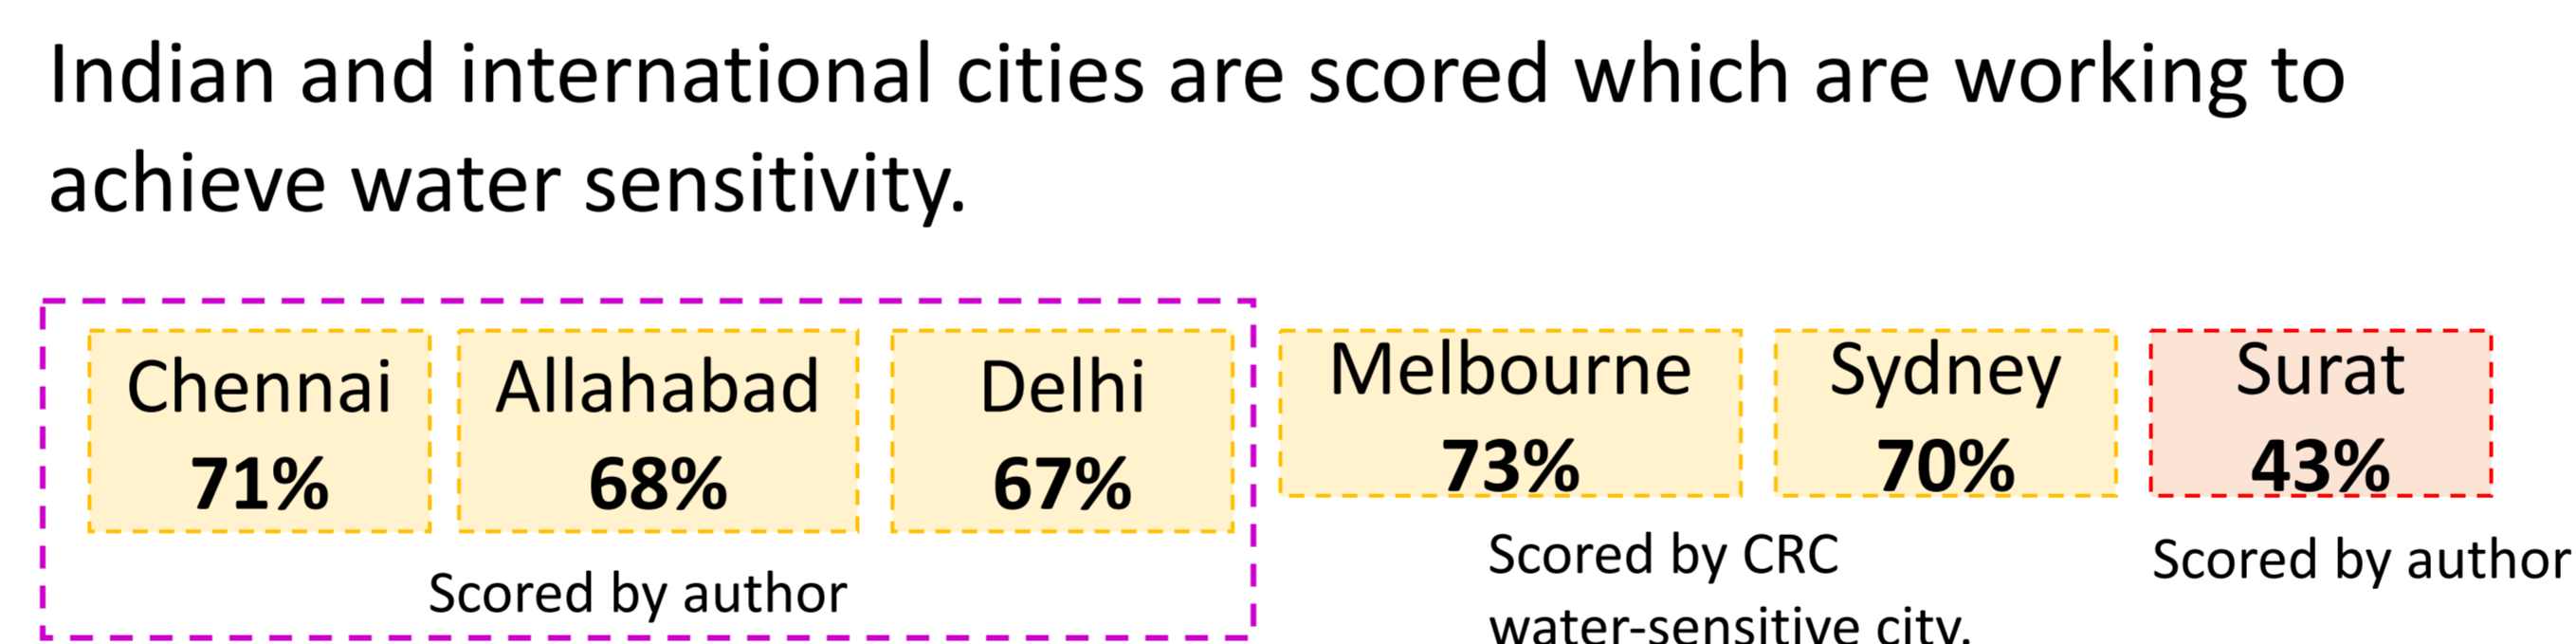 Indian and international cities are scored which are working to
achieve water sensitivity.
Chennai
71%
Allahabad
68%
Delhi
67%
Scored by author
Melbourne
73%
Sydney
70%
Scored by CRC
water-sensitive city.
Surat
43%
Scored by author